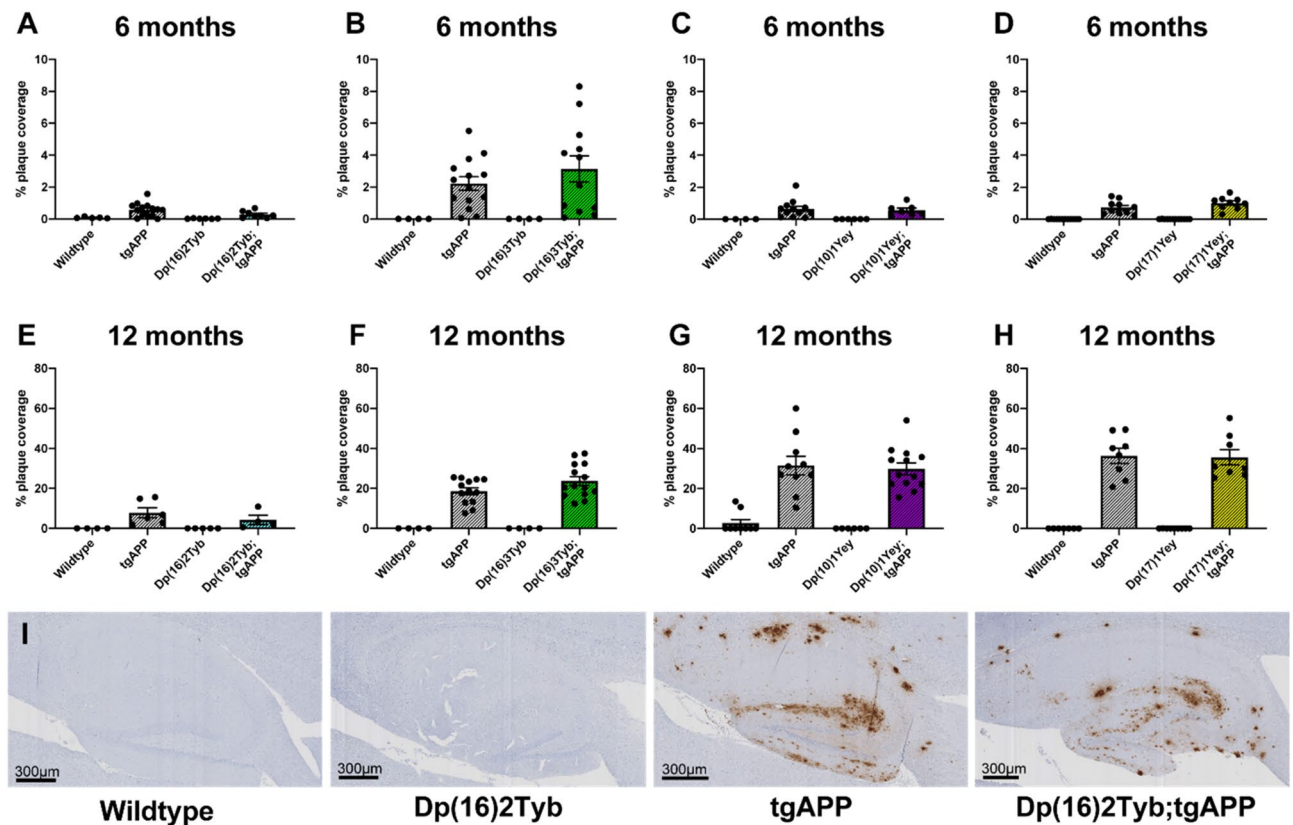 A 6 months
% plaque coverage
10
8
6
4
2
0
Wildtype
tgAPP
Dp(16)2Tyb
Dp(16)2Tyb;
tgAPP
B 6 months
% plaque coverage
10
8
6
4
2
0
Wildtype
tgAPP
Dp(16)3Tyb
Dp(16)3Tyb;
tgAPP
C 6 months
% plaque coverage
10
8
6
4
2
0
Wildtype
tgAPP
Dp(10)1Yey
Dp(10)1Yey;
tgAPP
D 6 months
% plaque coverage
10
8
6
4
2
0
Wildtype
tgAPP
Dp(17)1Yey
Dp(17)1Yey;
tgAPP
E 12 months
% plaque coverage
80
60
40
20
0
Wildtype
tgAPP
Dp(16)2Tyb
Dp(16)2Tyb;
tgAPP
F 12 months
% plaque coverage
80
60
40
20
0
Wildtype
tgAPP
Dp(16)3Tyb
Dp(16)3Tyb;
tgAPP
G 12 months
% plaque coverage
80
60
40
20
0
Wildtype
tgAPP
Dp(10)1Yey
Dp(10)1Yey;
tgAPP
H 12 months
% plaque coverage
80
60
40
20
0
Wildtype
tgAPP
Dp(17)1Yey
Dp(17)1Yey;
tgAPP
I
300µm
300µm
300µm
300µm
Wildtype
Dp(16)2Tyb
tgAPP
Dp(16)2Tyb;tgAPP